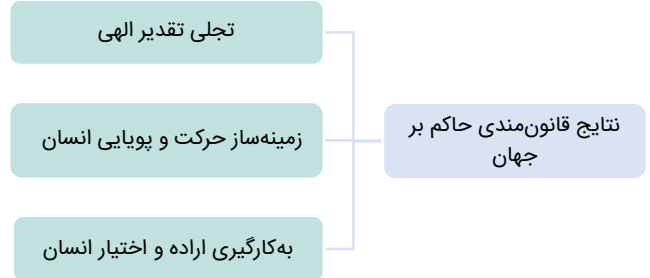 نتایج قانون‌مندی حاکم بر
جهان
تجلی تقدیر الهی
زمینه‌ساز حرکت و پویایی انسان
به‌کارگیری اراده و اختیار انسان